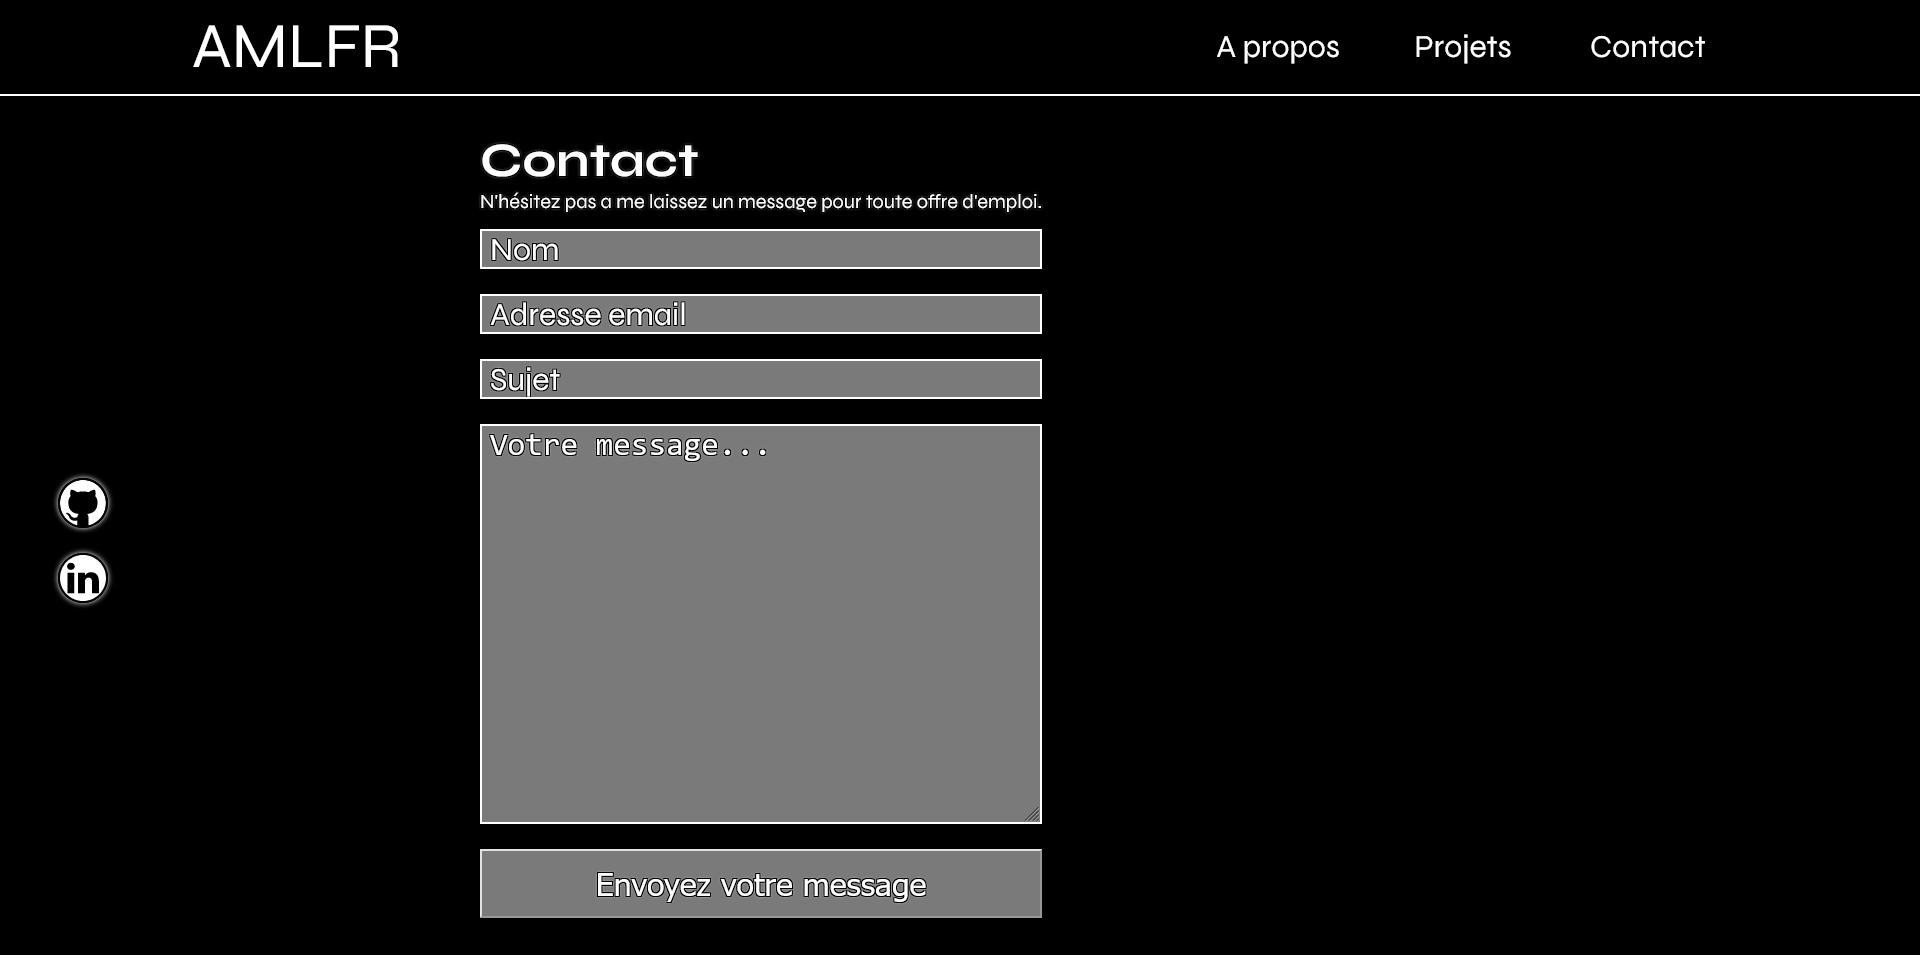 AMLFR
A propos
Projets
Contact
Contact
N'hésitez pas a me laissez un message pour toute offre d'emploi.
Nom
Adresse email
Sujet
Votre message...
in
Envoyez votre message